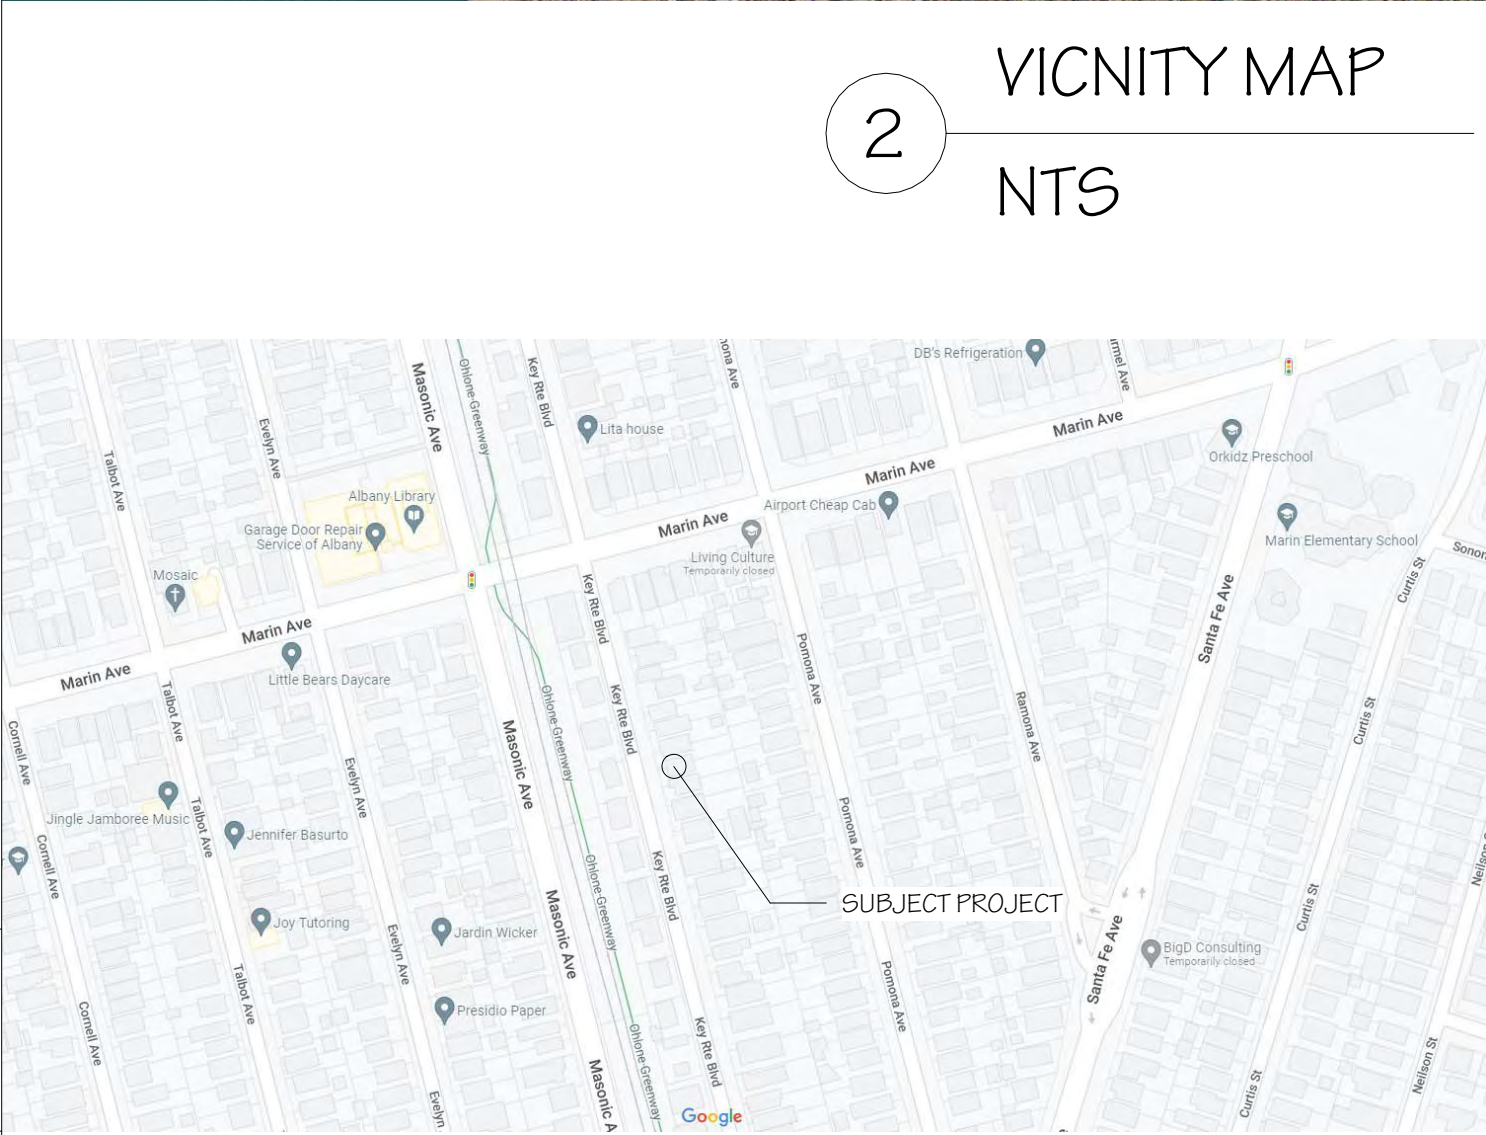 VICNITY MAP
2
NTS
DB's Refrigeration
Masonic Ave
Ohlone Greenway
Key Rte Blvd
Lita house
Marin Ave
Orkidz Preschool
Evelyn Ave
Talbot Ave
Marin Ave
Albany Library
Airport Cheap Cab
Garage Door Repair
Service of Albany
Marin Ave
Marin Elementary School
Living Culture
Temporarily closed
Mosaic
Curtis St
Key Rte Blvd
Santa Fe Ave
Marin Ave
Marin Ave
Little Bears Daycare
Pomona Ave
Talbot Ave
Key Rte Blvd
Ohlone Greenway
Ramona Ave
Curtis St
Cornell Ave
Masonic Ave
Evelyn Ave
Jingle Jamboree Music
Talbot Ave
Jennifer Basurto
Pomona Ave
Cornell Ave
Key Rte Blvd
Ohlone Greenway
SUBJECT PROJECT
Curtis St
Joy Tutoring
Jardin Wicker
Masonic Ave
Evelyn Ave
Santa Fe Ave
BigD Consulting
Temporarily closed
Talbot Ave
Pomona Ave
Presidio Paper
Cornell Ave
Key Rte Blvd
Ohlone Greenway
Neilson St
Curtis St
Masonic A
Evelyn
Google